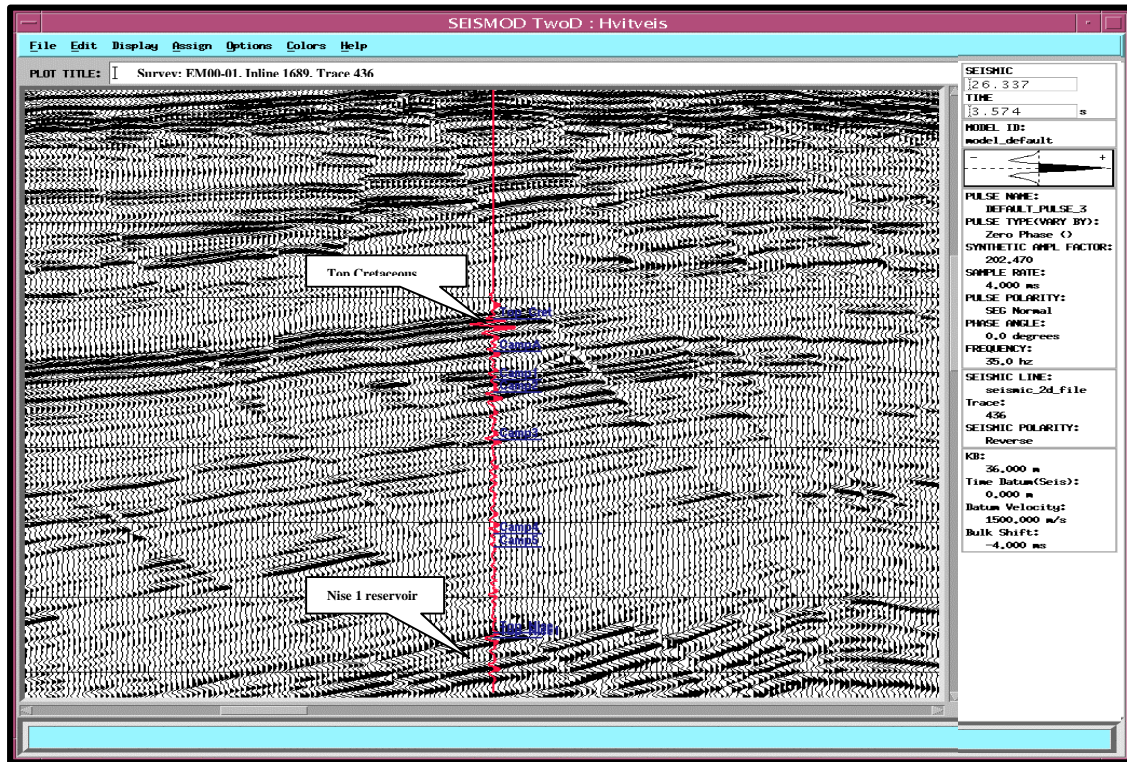 SEISMOD TwoD : Hvitveis
File Edit Display Assign Options Colors Help
PLOT TITLE: Survey: EM00-01. Inline 1689. Trace 436
SEISMIC
26.337
TIME
3.574 s
MODEL ID:
model_default
- +
PULSE NAME:
DEFAULT_PULSE_3
PULSE TYPE(VARY BY):
Zero Phase ()
SYNTHETIC AMPL FACTOR:
202.470
SAMPLE RATE:
4.000 ms
PULSE POLARITY:
SEG Normal
PHASE ANGLE:
0.0 degrees
FREQUENCY:
35.0 hz
SEISMIC LINE:
seismic_2d_file
Trace:
436
SEISMIC POLARITY:
Reverse
KB:
36.000 m
Time Datum(Seis):
0.000 m
Datum Velocity:
1500.000 m/s
Bulk Shift:
-4.000 ms
Top Cretaceous
Camp4
Camp5
Nise 1 reservoir